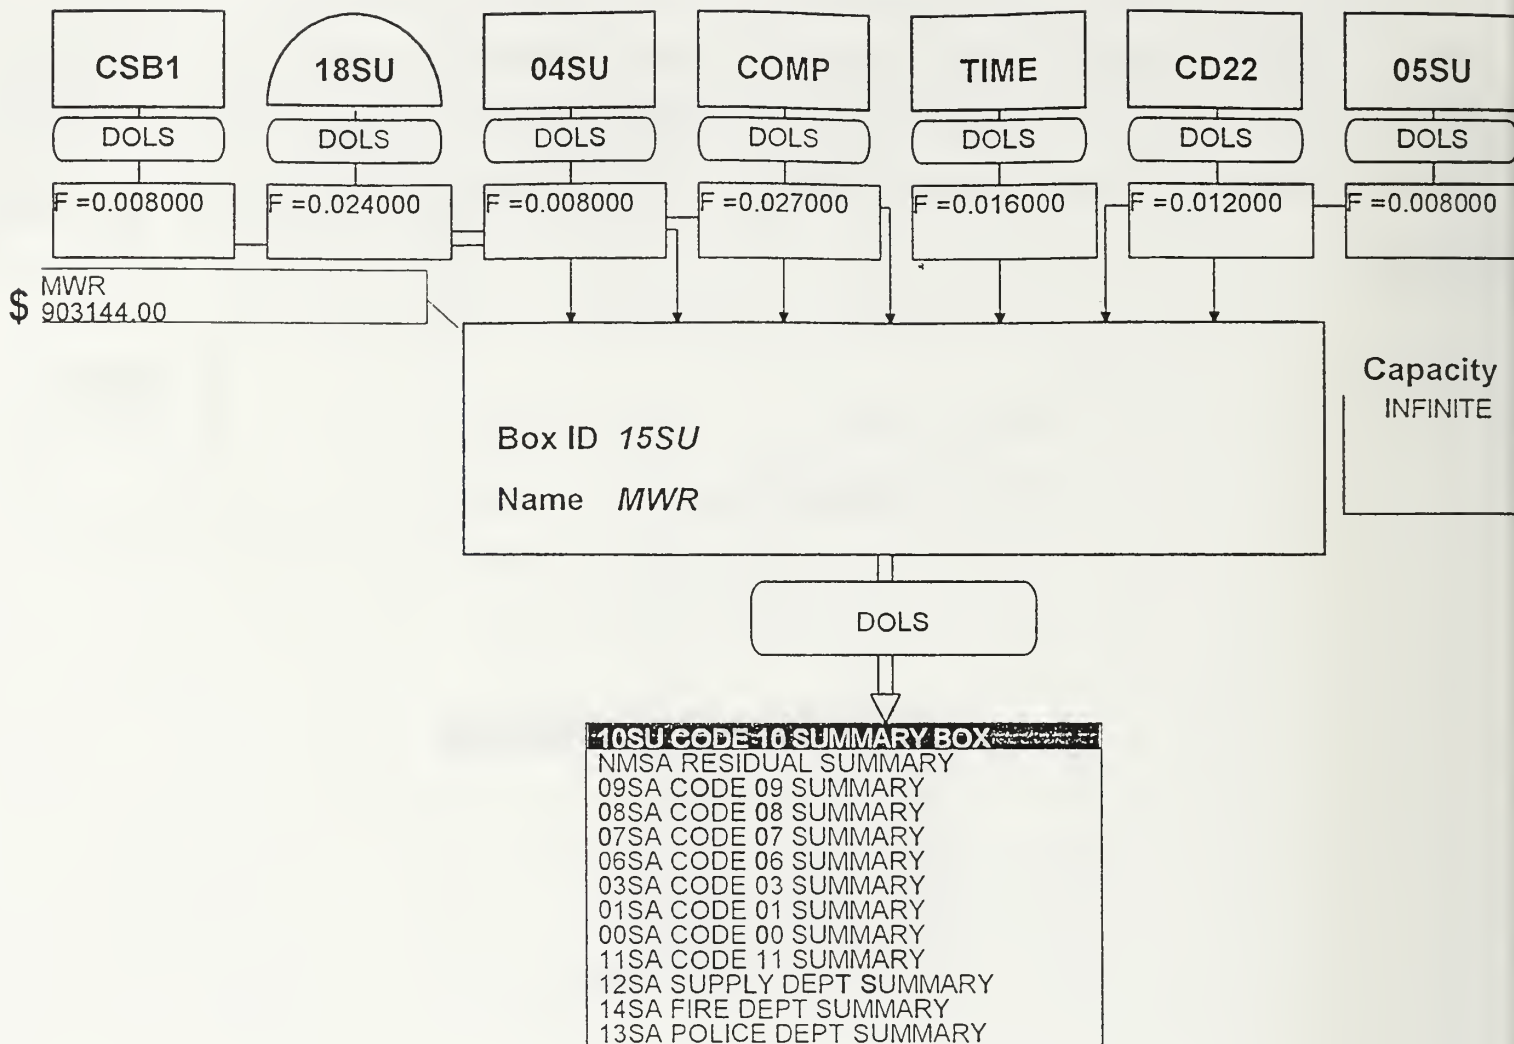 CSB1 18SU 04SU COMP TIME CD22 05SU
DOLS DOLS DOLS DOLS DOLS DOLS DOLS
F =0.008000 F =0.024000 F =0.008000 F =0.027000 F =0.016000 F =0.012000 F =0.008000
MWR
$ 903144.00
Capacity
INFINITE
Box ID 15SU
Name MWR
DOLS
10SU CODE 10 SUMMARY BOX
NMSA RESIDUAL SUMMARY
09SA CODE 09 SUMMARY
08SA CODE 08 SUMMARY
07SA CODE 07 SUMMARY
06SA CODE 06 SUMMARY
03SA CODE 03 SUMMARY
01SA CODE 01 SUMMARY
00SA CODE 00 SUMMARY
11SA CODE 11 SUMMARY
12SA SUPPLY DEPT SUMMARY
14SA FIRE DEPT SUMMARY
13SA POLICE DEPT SUMMARY